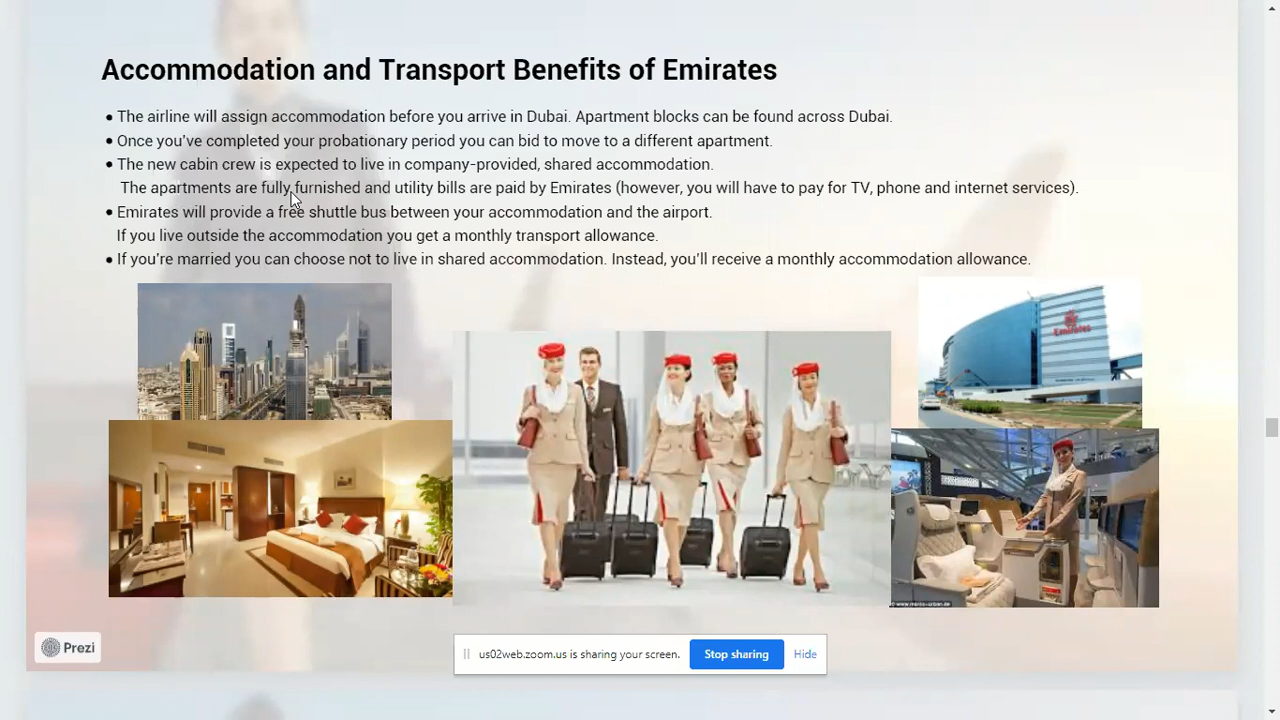 Accommodation and Transport Benefits of Emirates
● The airline will assign accommodation before you arrive in Dubai. Apartment blocks can be found across Dubai.
● Once you've completed your probationary period you can bid to move to a different apartment.
● The new cabin crew is expected to live in company-provided, shared accommodation.
The apartments are fully furnished and utility bills are paid by Emirates (however, you will have to pay for TV, phone and internet services).
● Emirates will provide a free shuttle bus between your accommodation and the airport.
If you live outside the accommodation you get a monthly transport allowance.
● If you're married you can choose not to live in shared accommodation. Instead, you'll receive a monthly accommodation allowance.
Emirates
Prezi
us02web.zoom.us is sharing your screen.
Stop sharing
Hide